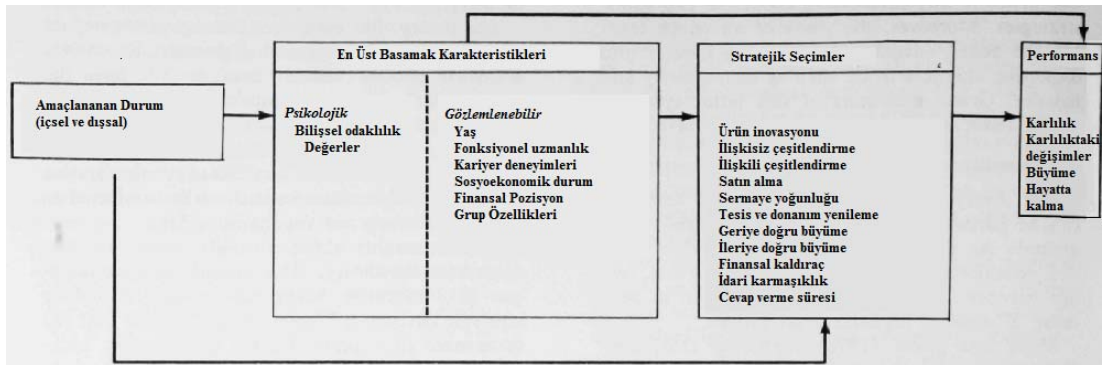 En Üst Basamak Karakteristikleri
Stratejik Seçimler
Performans
Amaçlananan Durum
(içsel ve dışsal)
Psikolojik
Bilişsel odaklılık
Değerler
Gözlemlenebilir
Yaş
Fonksiyonel uzmanlık
Kariyer deneyimleri
Sosyoekonomik durum
Finansal Pozisyon
Grup Özellikleri
Ürün inovasyonu
İlişkisiz çeşitlendirme
İlişkili çeşitlendirme
Satın alma
Sermaye yoğunluğu
Tesis ve donanım yenileme
Geriye doğru büyüme
İleriye doğru büyüme
Finansal kaldıraç
İdari karmaşıklık
Cevap verme süresi
Karlılık
Karlılıktaki
değişimler
Büyüme
Hayatta
kalma